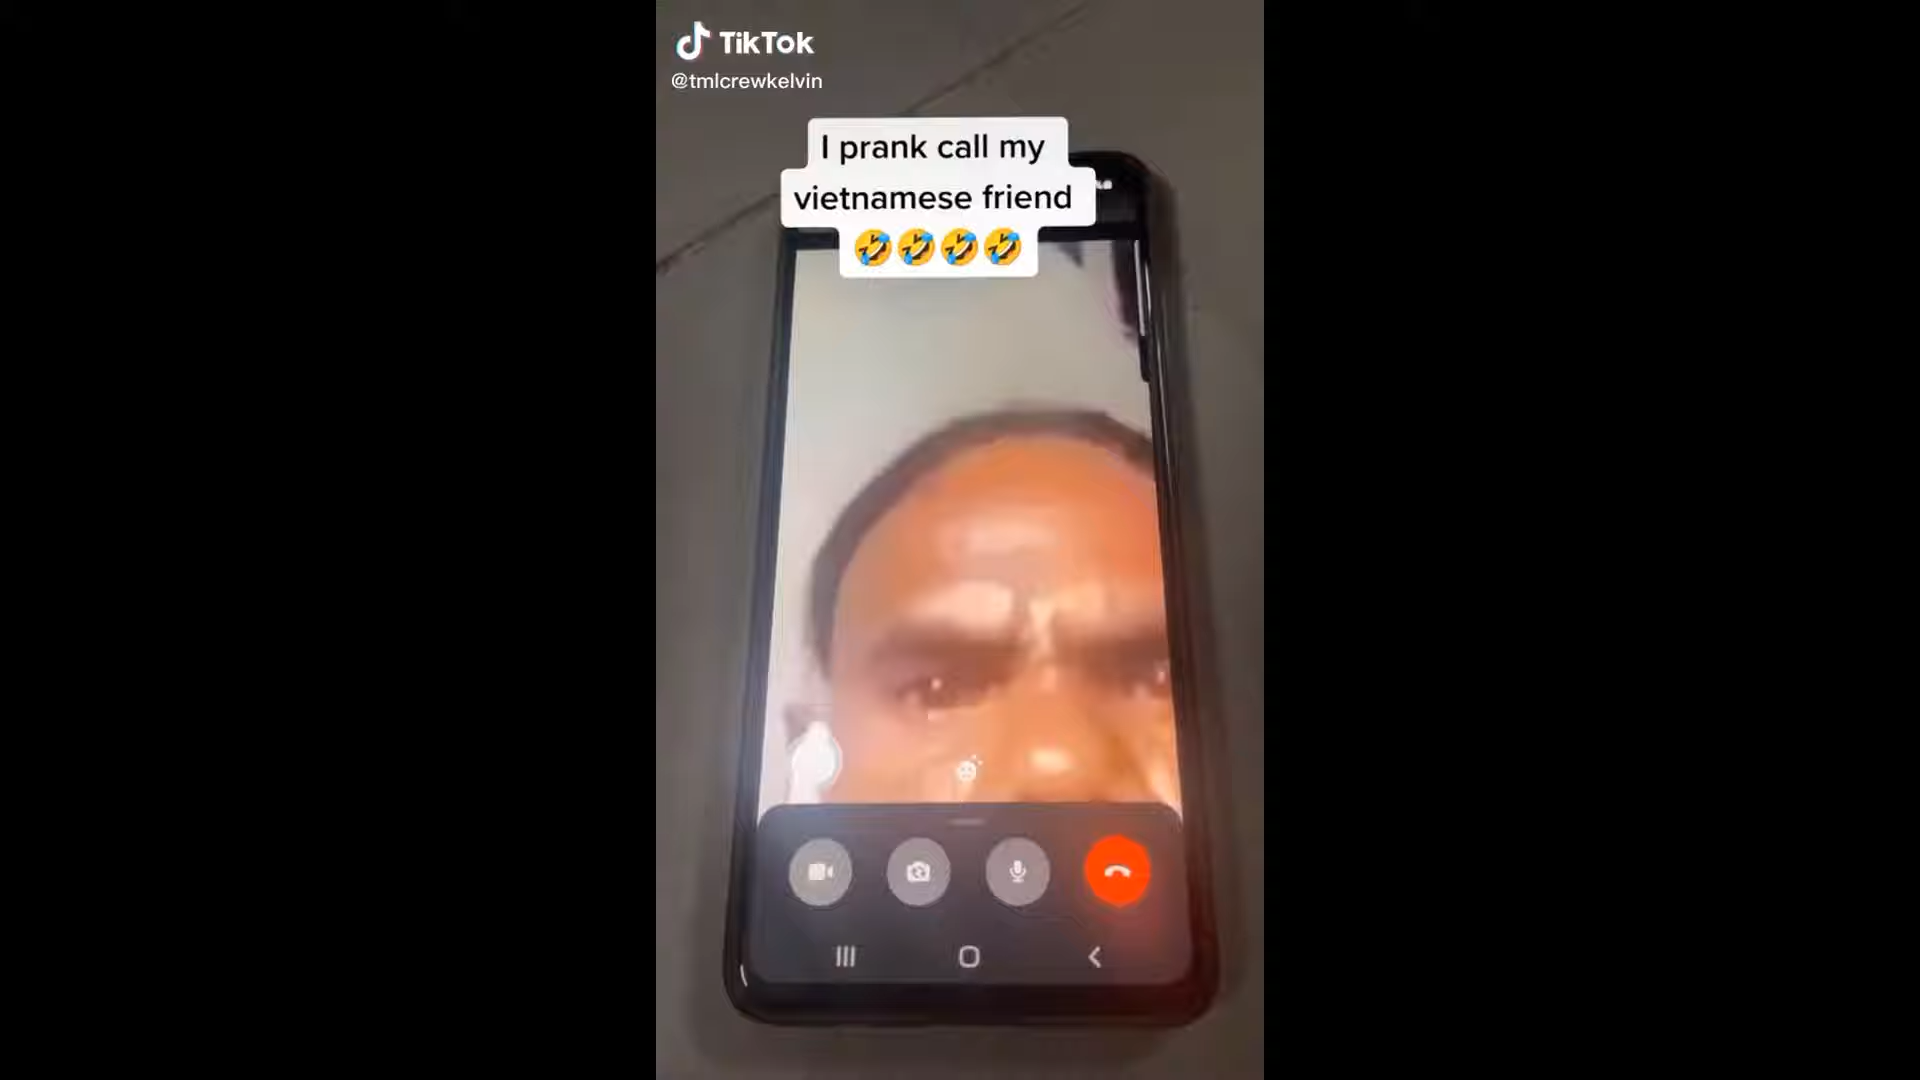 TikTok
@tmlcrewkelvin
I prank call my
vietnamese friend
🤣🤣🤣🤣